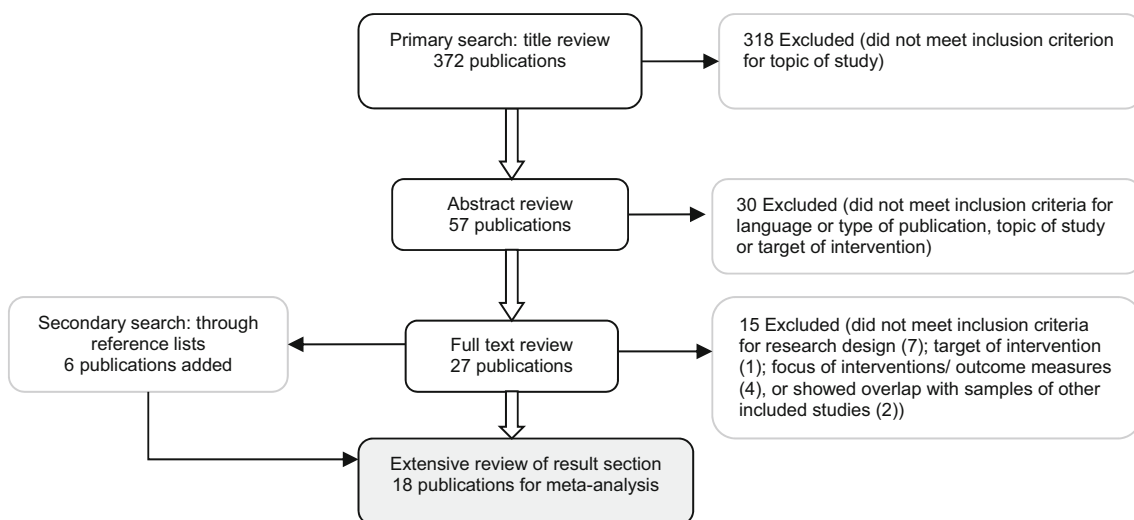 Primary search: title review
372 publications
318 Excluded (did not meet inclusion criterion
for topic of study)
Abstract review
57 publications
30 Excluded (did not meet inclusion criteria for
language or type of publication, topic of study
or target of intervention)
Secondary search: through
reference lists
6 publications added
Full text review
27 publications
15 Excluded (did not meet inclusion criteria
for research design (7); target of intervention
(1); focus of interventions/ outcome measures
(4), or showed overlap with samples of other
included studies (2))
Extensive review of result section
18 publications for meta-analysis